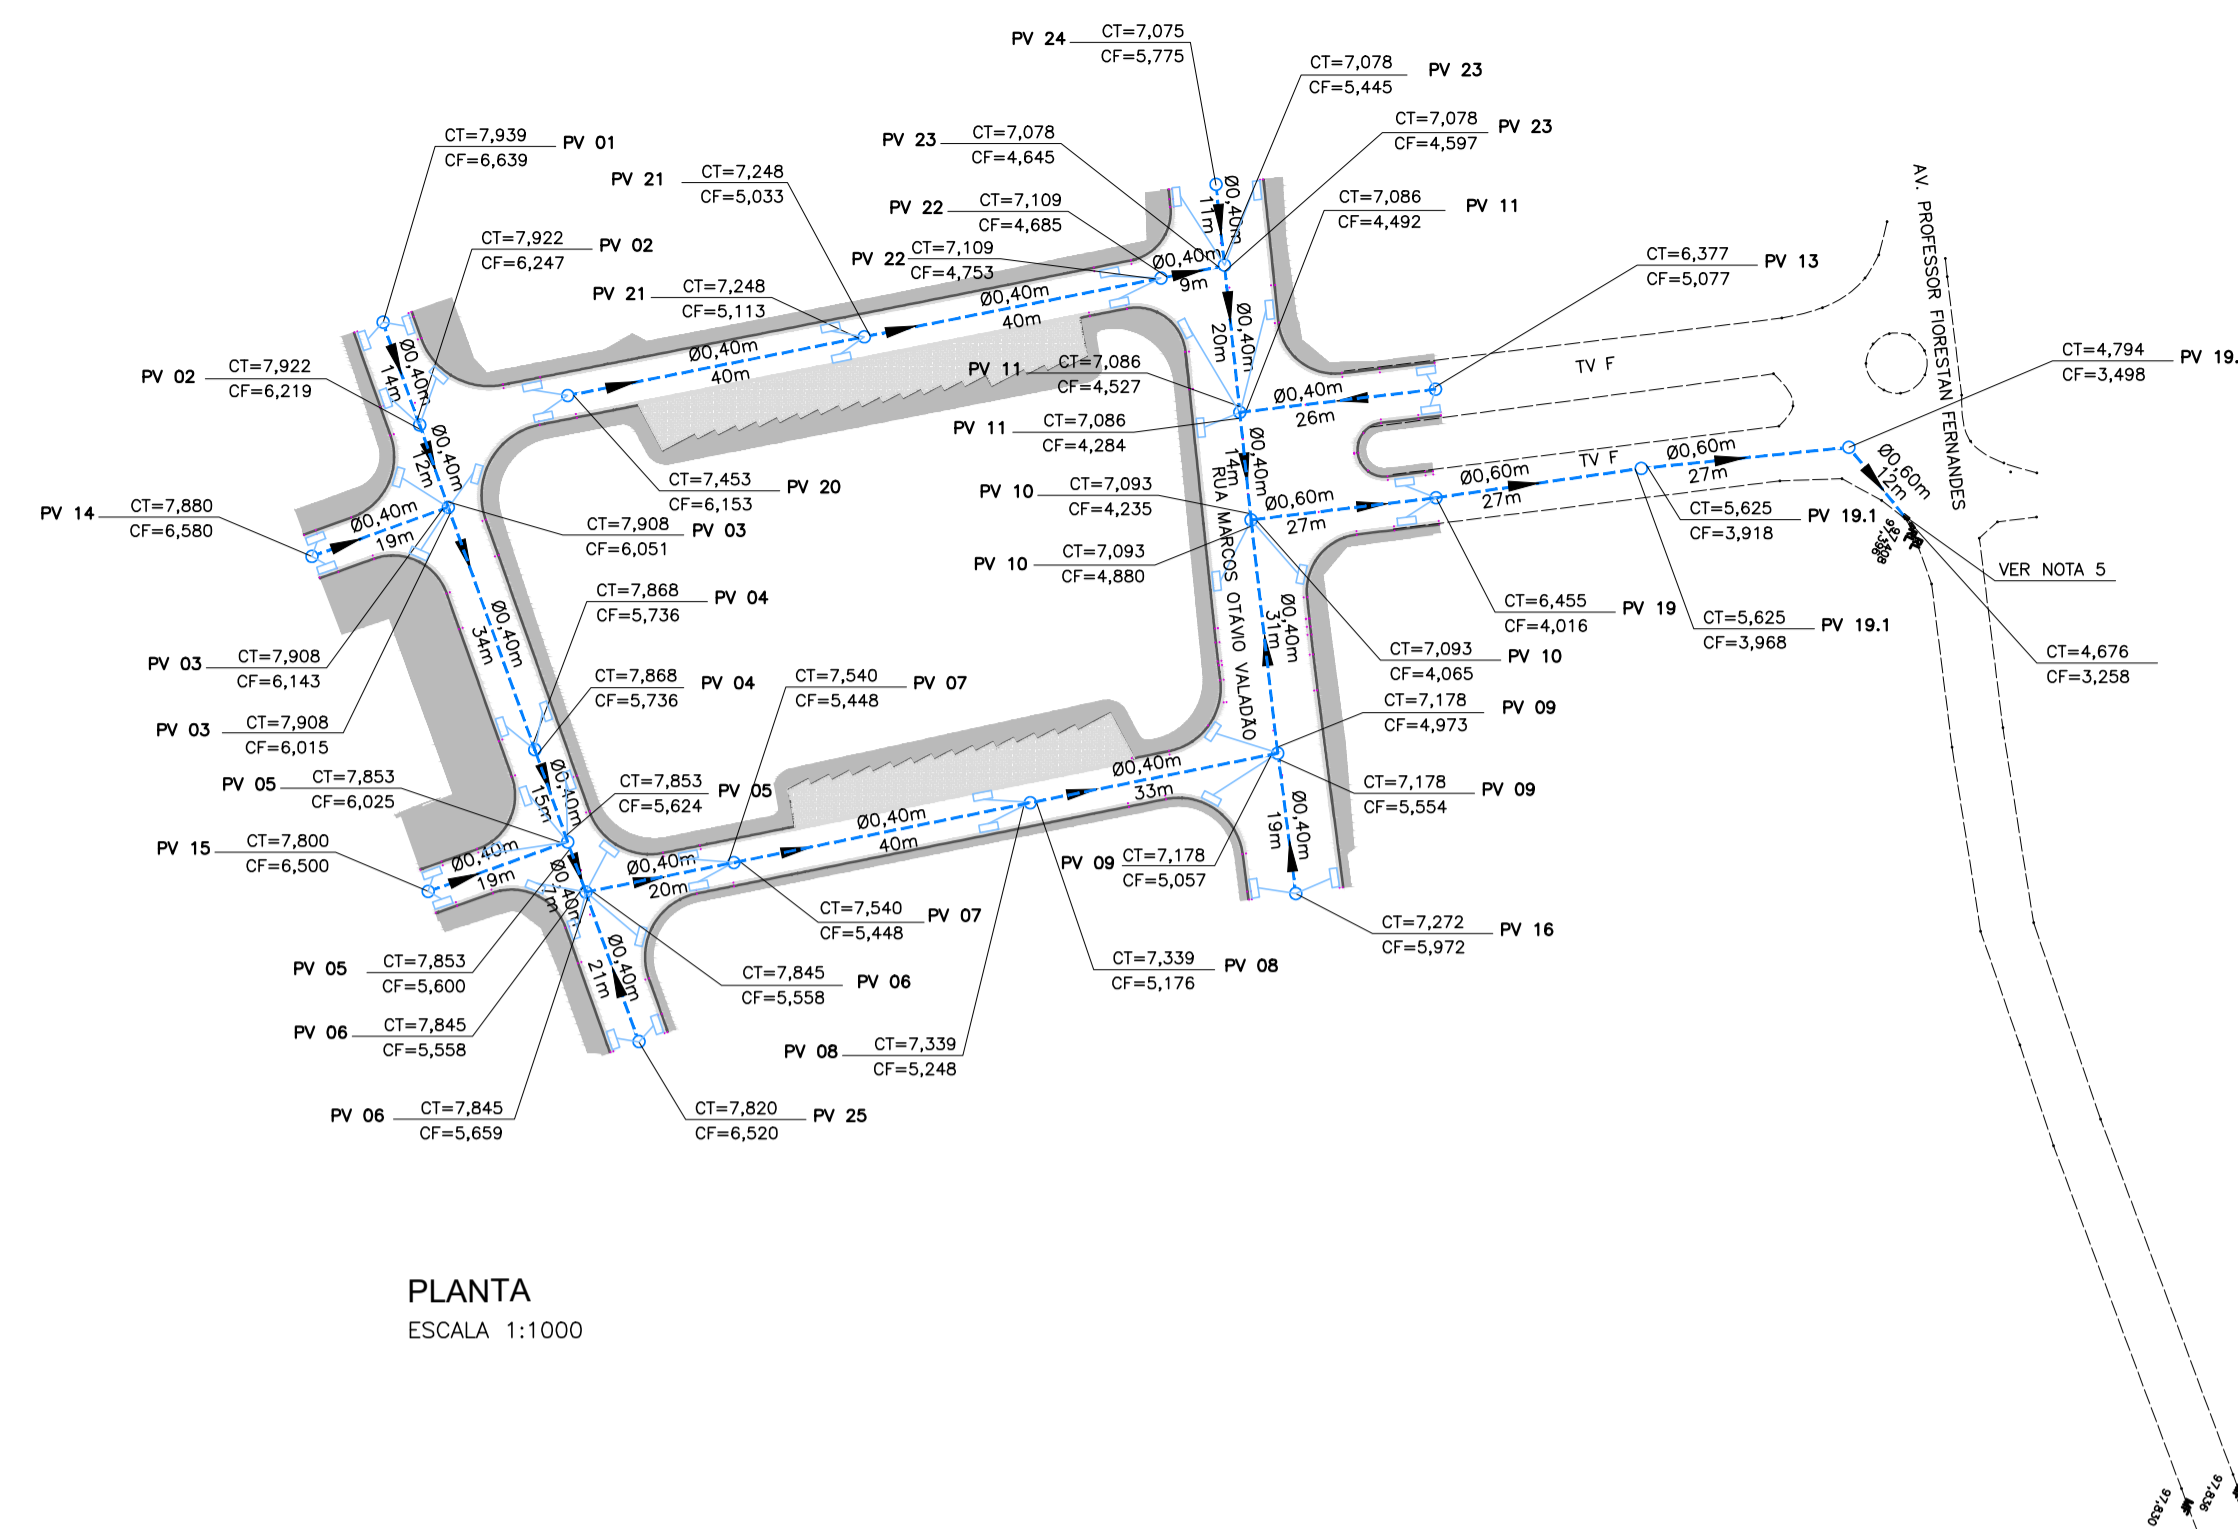 CT=7,075
PV 24
CF=5,775
CT=7,078
PV 23
CF=5,445
CT=7,078
PV 23
CF=4,597
CT=7,078
PV 23
CF=4,645
CT=7,939
PV 01
CF=6,639
CT=7,248
PV 21
CF=5,033
CT=7,109
PV 22
CF=4,685
CT=7,086
PV 11
CF=4,492
CT=7,922
PV 02
CF=6,247
CT=7,109
PV 22
CF=4,753
CT=6,377
PV 13
CF=5,077
CT=7,248
PV 21
CF=5,113
AV. PROFESSOR FIORESTAN FERNANDES
Ø0,40m
11m
Ø0,40m
9m
Ø0,40m
40m
Ø0,40m
40m
Ø0,40m
20m
Ø0,40m
14m
CT=7,922
PV 02
CF=6,219
CT=7,086
PV 11
CF=4,527
Ø0,40m
26m
TV F
CT=4,794
PV 19.
CF=3,498
CT=7,086
PV 11
CF=4,284
Ø0,40m
12m
Ø0,40m
14m
TV F
Ø0,60m
27m
Ø0,60m
27m
Ø0,60m
27m
Ø0,60m
12m
97,408
97,396
CT=7,453
PV 20
CF=6,153
CT=7,093
PV 10
CF=4,235
CT=7,880
PV 14
CF=6,580
Ø0,40m
19m
CT=7,908
PV 03
CF=6,051
CT=5,625
PV 19.1
CF=3,918
CT=7,093
PV 10
CF=4,880
RUA MARCOS OTÁVIO VALADÃO
VER NOTA 5
CT=7,868
PV 04
CF=5,736
Ø0,40m
34m
Ø0,40m
31m
CT=6,455
PV 19
CF=4,016
CT=5,625
PV 19.1
CF=3,968
CT=7,908
PV 03
CF=6,143
CT=7,093
PV 10
CF=4,065
CT=4,676
CF=3,258
CT=7,868
PV 04
CF=5,736
CT=7,540
PV 07
CF=5,448
CT=7,908
PV 03
CF=6,015
CT=7,178
PV 09
CF=4,973
CT=7,853
PV 05
CF=6,025
CT=7,853
PV 05
CF=5,624
Ø0,40m
15m
Ø0,40m
33m
CT=7,178
PV 09
CF=5,554
Ø0,40m
40m
Ø0,40m
19m
CT=7,800
PV 15
CF=6,500
Ø0,40m
19m
Ø0,40m
7m
Ø0,40m
20m
CT=7,178
PV 09
CF=5,057
CT=7,540
PV 07
CF=5,448
CT=7,272
PV 16
CF=5,972
Ø0,40m
21m
CT=7,853
PV 05
CF=5,600
CT=7,845
PV 06
CF=5,558
CT=7,339
PV 08
CF=5,176
CT=7,845
PV 06
CF=5,558
CT=7,339
PV 08
CF=5,248
CT=7,845
PV 06
CF=5,659
CT=7,820
PV 25
CF=6,520
PLANTA
ESCALA 1:1000
97,830
97,836